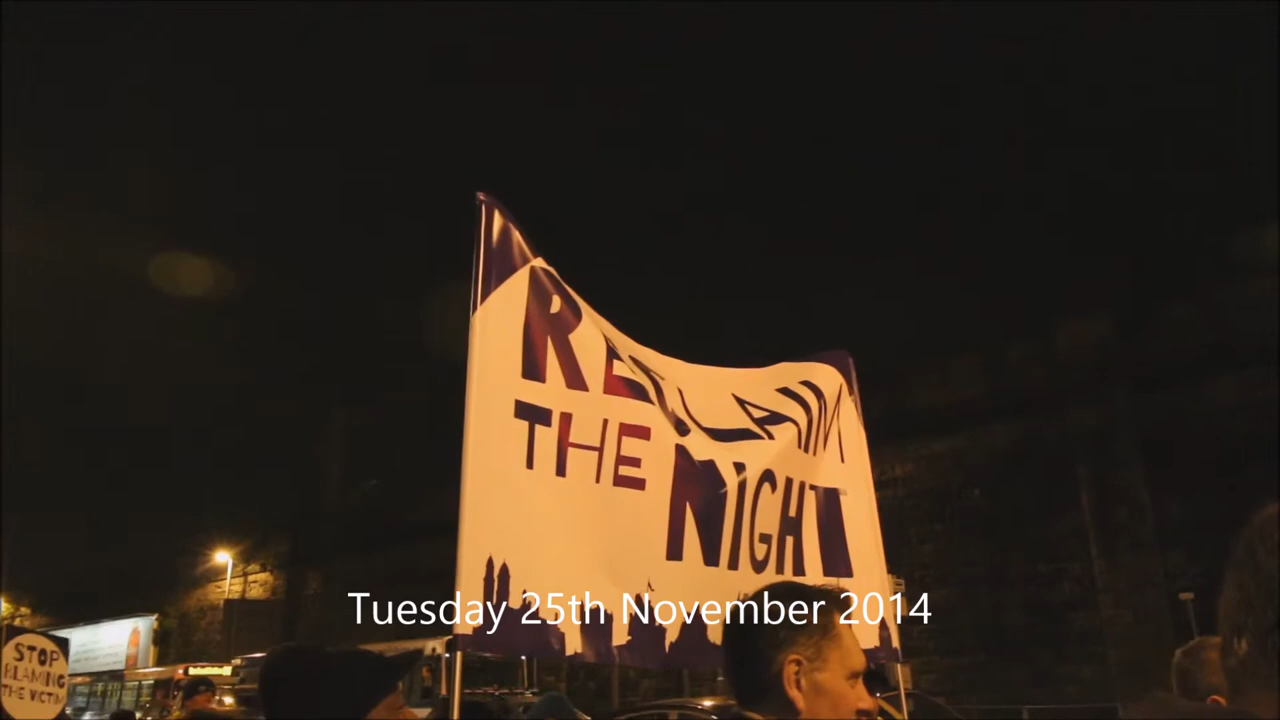 RECLAIM
THE
NIGHT
Tuesday 25th November 2014
STOP
BLAMING
THE VICTIM